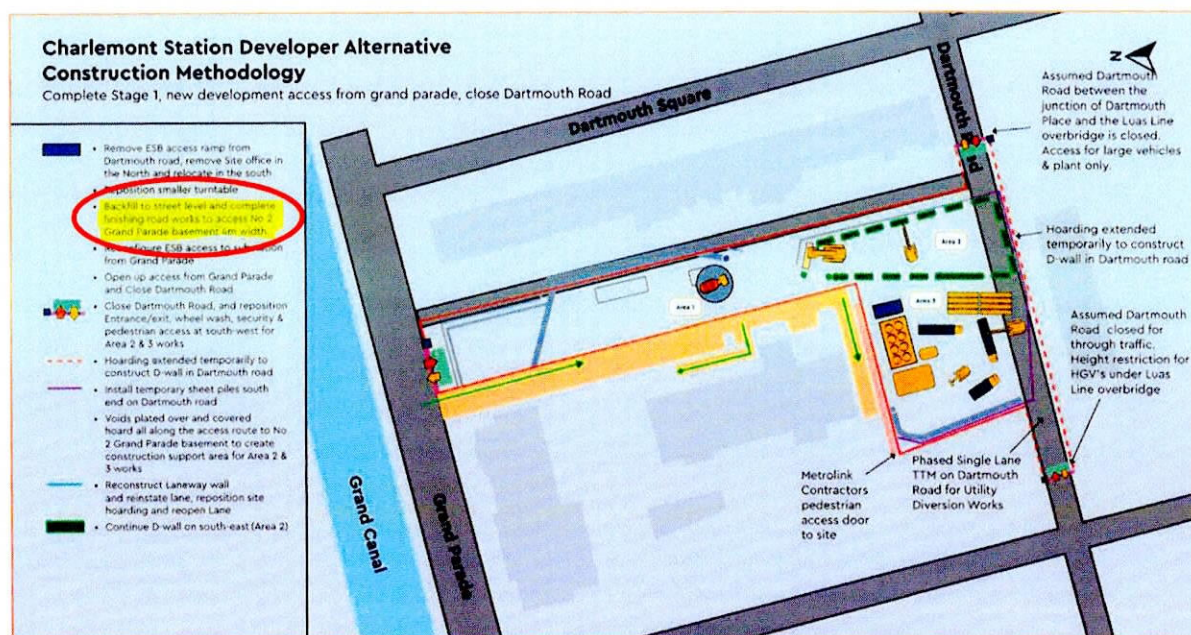 Charlemont Station Developer Alternative
Construction Methodology
Complete Stage 1, new development access from grand parade, close Dartmouth Road
• Remove ESB access ramp from
Dartmouth road, remove Site office in
the North and relocate in the south
• Reposition smaller turntable
• Backfill to street level and complete
finishing road works to access No 2
Grand Parade basement 4m width.
• Reconfigure ESB access to substation
from Grand Parade
• Open up access from Grand Parade
and Close Dartmouth Road
• Close Dartmouth Road, and reposition
Entrance/exit, wheel wash, security &
pedestrian access at south-west for
Area 2 & 3 works
• Hoarding extended temporarily to
construct D-wall in Dartmouth road
• Install temporary sheet piles south
end on Dartmouth road
• Voids plated over and covered
hoard all along the access route to No
2 Grand Parade basement to create
construction support area for Area 2 &
3 works
• Reconstruct Laneway wall
and reinstate lane, reposition site
hoarding and reopen Lane
• Continue D-wall on south-east (Area 2)
Grand Canal
Grand Parade
Dartmouth Square
Dartmouth Pl
Area 1
Area 2
Area 3
N
Assumed Dartmouth
Road between the
junction of Dartmouth
Place and the Luas Line
overbridge is closed.
Access for large vehicles
& plant only.
Hoarding extended
temporarily to construct
D-wall in Dartmouth road
Assumed Dartmouth
Road closed for
through traffic.
Height restriction for
HGV's under Luas
Line overbridge
Metrolink
Contractors
pedestrian
access door
to site
Phased Single Lane
TTM on Dartmouth
Road for Utility
Diversion Works